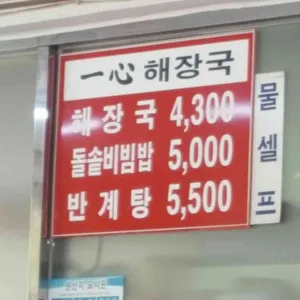 一心 해장국
해장국 4,300
돌솥비빔밥 5,000
반계탕 5,500
물 셀프